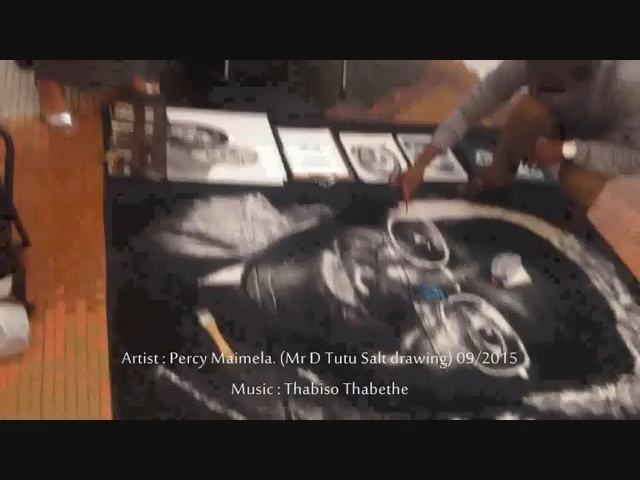 Artist : Percy Maimela. (Mr D Tutu Salt drawing) 09/2015
Music : Thabiso Thabethe